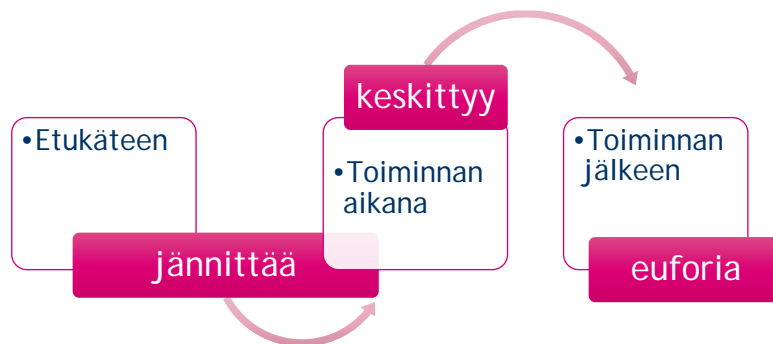 •Etukäteen
jännittää
keskittyy
•Toiminnan
aikana
•Toiminnan
jälkeen
euforia